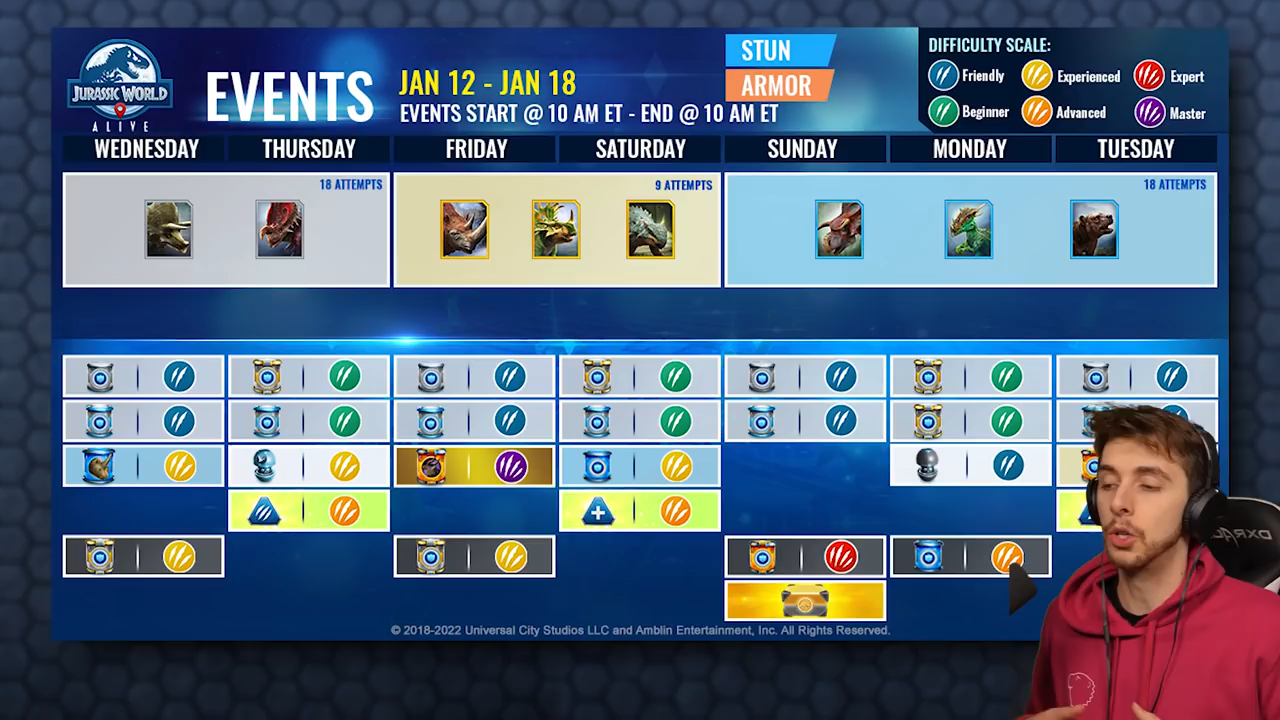 JURASSIC WORLD
ALIVE
EVENTS
JAN 12 - JAN 18
EVENTS START @ 10 AM ET - END @ 10 AM ET
STUN
ARMOR
DIFFICULTY SCALE:
Friendly
Experienced
Expert
Beginner
Advanced
Master
WEDNESDAY
THURSDAY
FRIDAY
SATURDAY
SUNDAY
MONDAY
TUESDAY
18 ATTEMPTS
9 ATTEMPTS
18 ATTEMPTS
© 2018-2022 Universal City Studios LLC and Amblin Entertainment, Inc. All Rights Reserved.